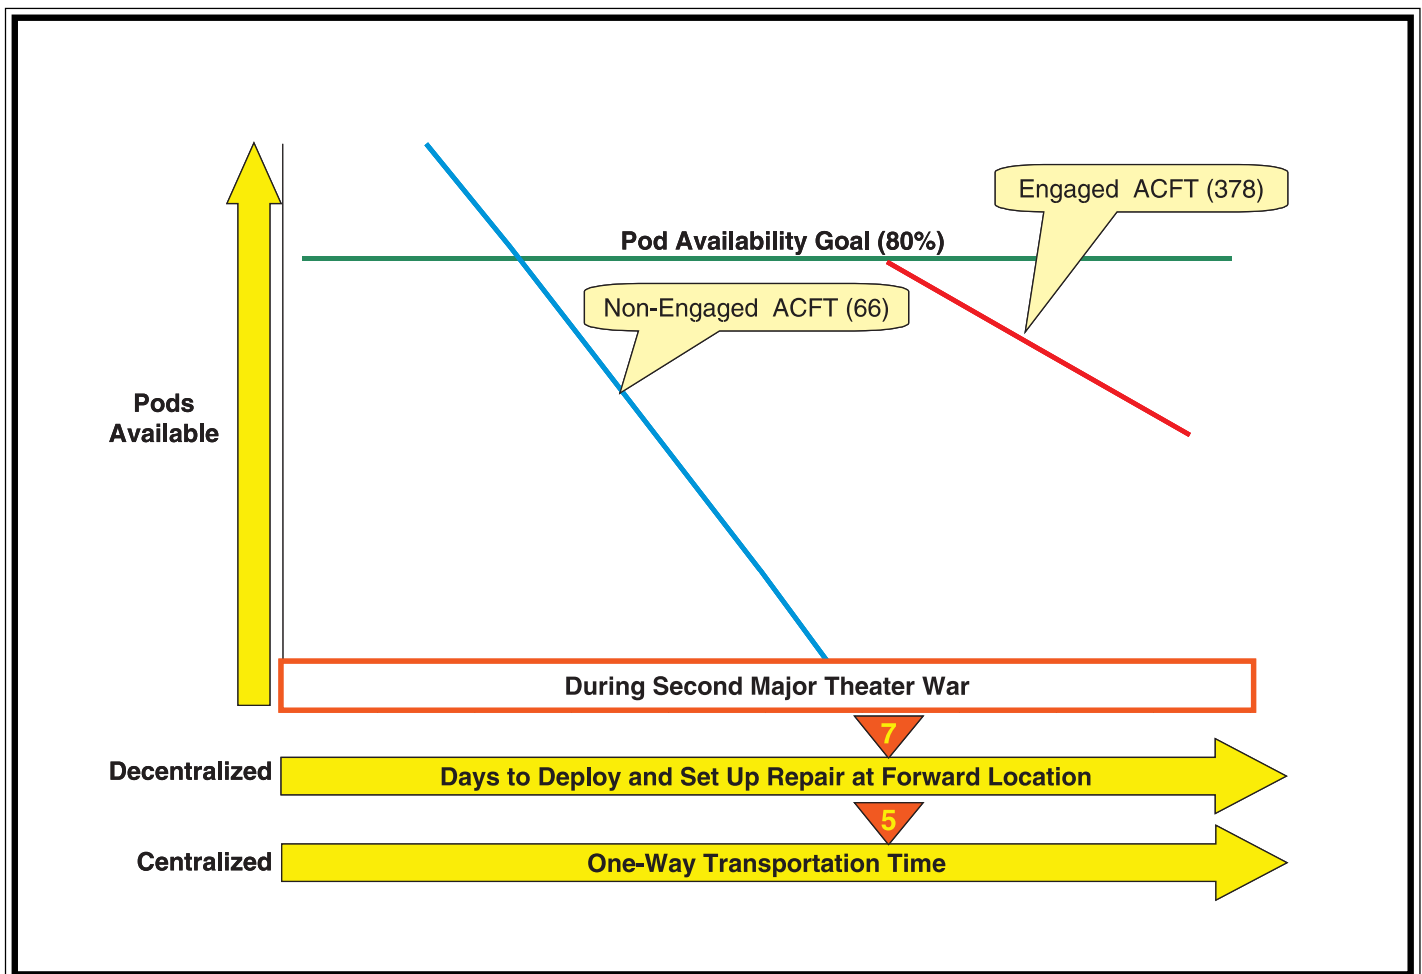 Engaged ACFT (378)
Pod Availability Goal (80%)
Non-Engaged ACFT (66)
Pods
Available
During Second Major Theater War
7
Decentralized
Days to Deploy and Set Up Repair at Forward Location
5
Centralized
One-Way Transportation Time